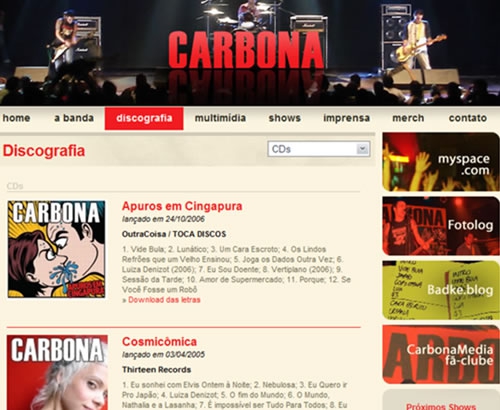 CARBONA
home a banda discografia multimídia shows imprensa merch contato
Discografia
CDs
CDs
CARBONA
APUROS EM CINGAPURA
Apuros em Cingapura
lançado em 24/10/2006
OutraCoisa / TOCA DISCOS
1. Vide Bula; 2. Lunático; 3. Um Cara Escroto; 4. Os Lindos
Refrões que um Velho Ensinou; 5. Joga os Dados Outra Vez; 6.
Luiza Denizot (2006); 7. Eu Sou Doente; 8. Vertiplano (2006); 9.
Sessão da Tarde; 10. Amor de Supermercado; 11. Porque; 12. Se
Você Fosse um Robô
» Download das letras
CARBONA
Cosmicômica
lançado em 03/04/2005
Thirteen Records
1. Eu sonhei com Elvis Ontem à Noite; 2. Nebulosa; 3. Eu Quero ir
Pro Japão; 4. Luiza Denizot; 5. O fim do Mundo; 6. O Mundo,
Nathalia e a Lasanha; 7. É impossível ser Tudo Para Todos; 8. Eu
myspace
.com
Fotolog
Badke.blog
CarbonaMedia
fã-clube
Próximos Shows